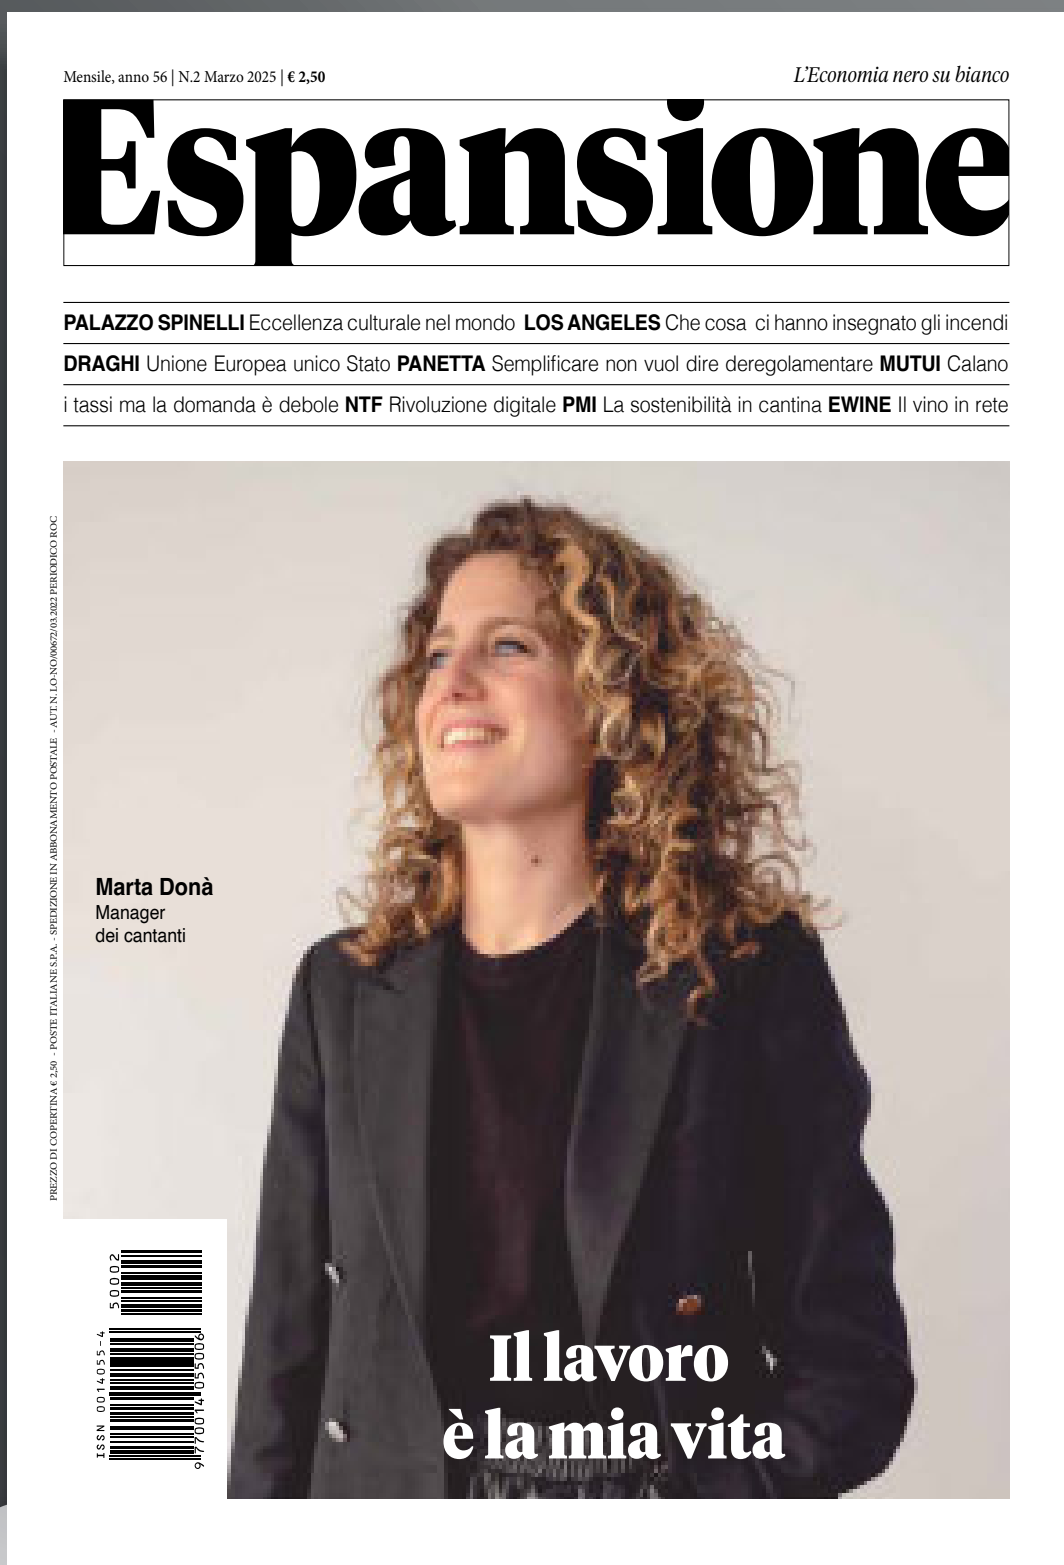 Mensile, anno 56 | N.2 Marzo 2025 | € 2,50
L'Economia nero su bianco
Espansione
PALAZZO SPINELLI Eccellenza culturale nel mondo LOS ANGELES Che cosa ci hanno insegnato gli incendi
DRAGHI Unione Europea unico Stato PANETTA Semplificare non vuol dire deregolamentare MUTUI Calano
i tassi ma la domanda è debole NTF Rivoluzione digitale PMI La sostenibilità in cantina EWINE Il vino in rete
PREZZO DI COPERTINA € 2,50 - POSTE ITALIANE S.P.A. - SPEDIZIONE IN ABBONAMENTO POSTALE - AUT. N. LO-NO/00672/03.2022 PERIODICO ROC
Marta Donà
Manager
dei cantanti
50002
ISSN 0014055-4
9 770014 055006
Il lavoro
è la mia vita